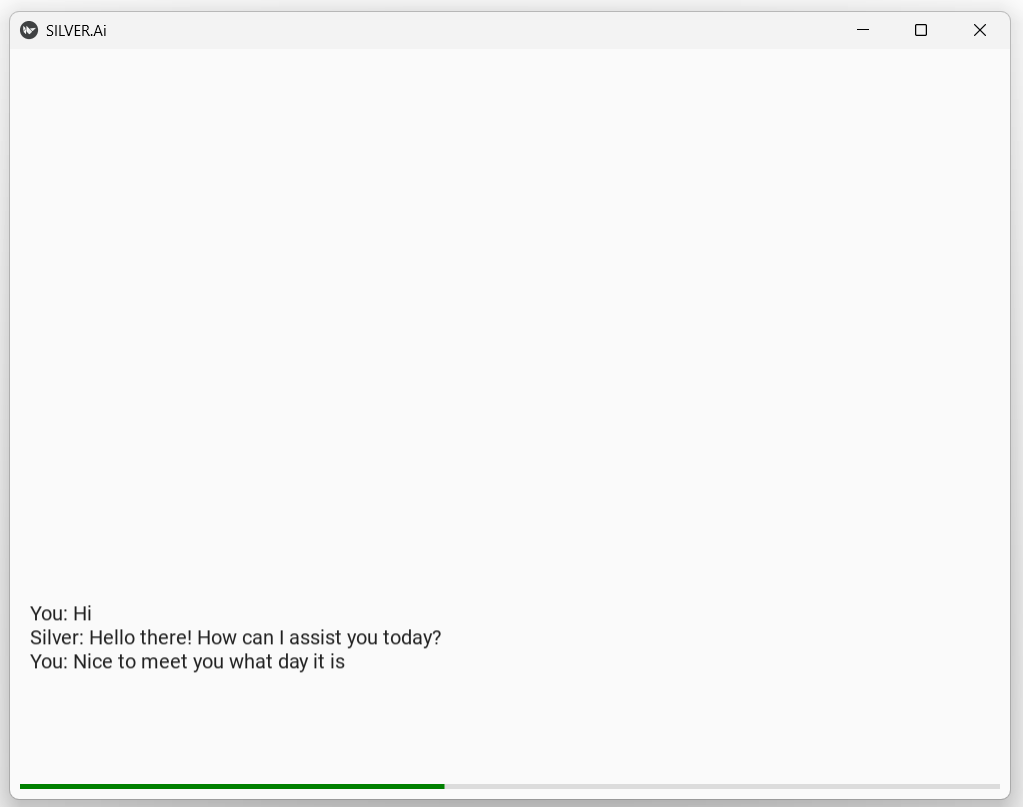 SILVER.Ai
You: Hi
Silver: Hello there! How can I assist you today?
You: Nice to meet you what day it is